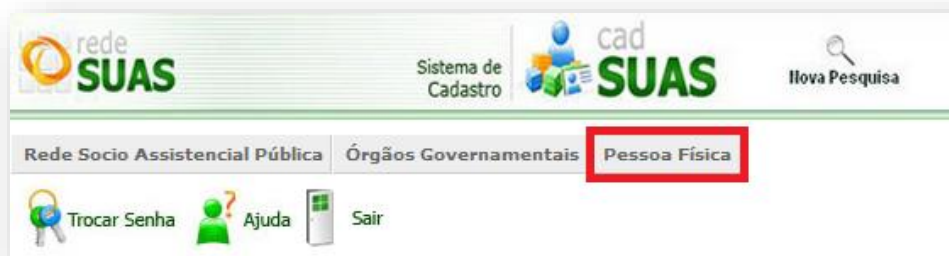 rede
SUAS
Sistema de
Cadastro
cad
SUAS
Nova Pesquisa
Rede Socio Assistencial Pública Órgãos Governamentais Pessoa Física
Trocar Senha Ajuda Sair